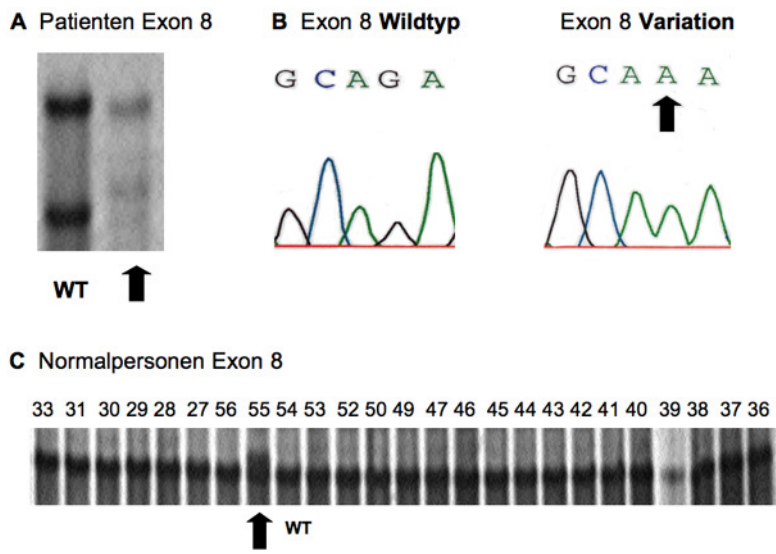 A Patienten Exon 8
WT
B Exon 8 Wildtyp
G C A G A
Exon 8 Variation
G C A A A
C Normalpersonen Exon 8
33 31 30 29 28 27 56 55 54 53 52 50 49 47 46 45 44 43 42 41 40 39 38 37 36
WT